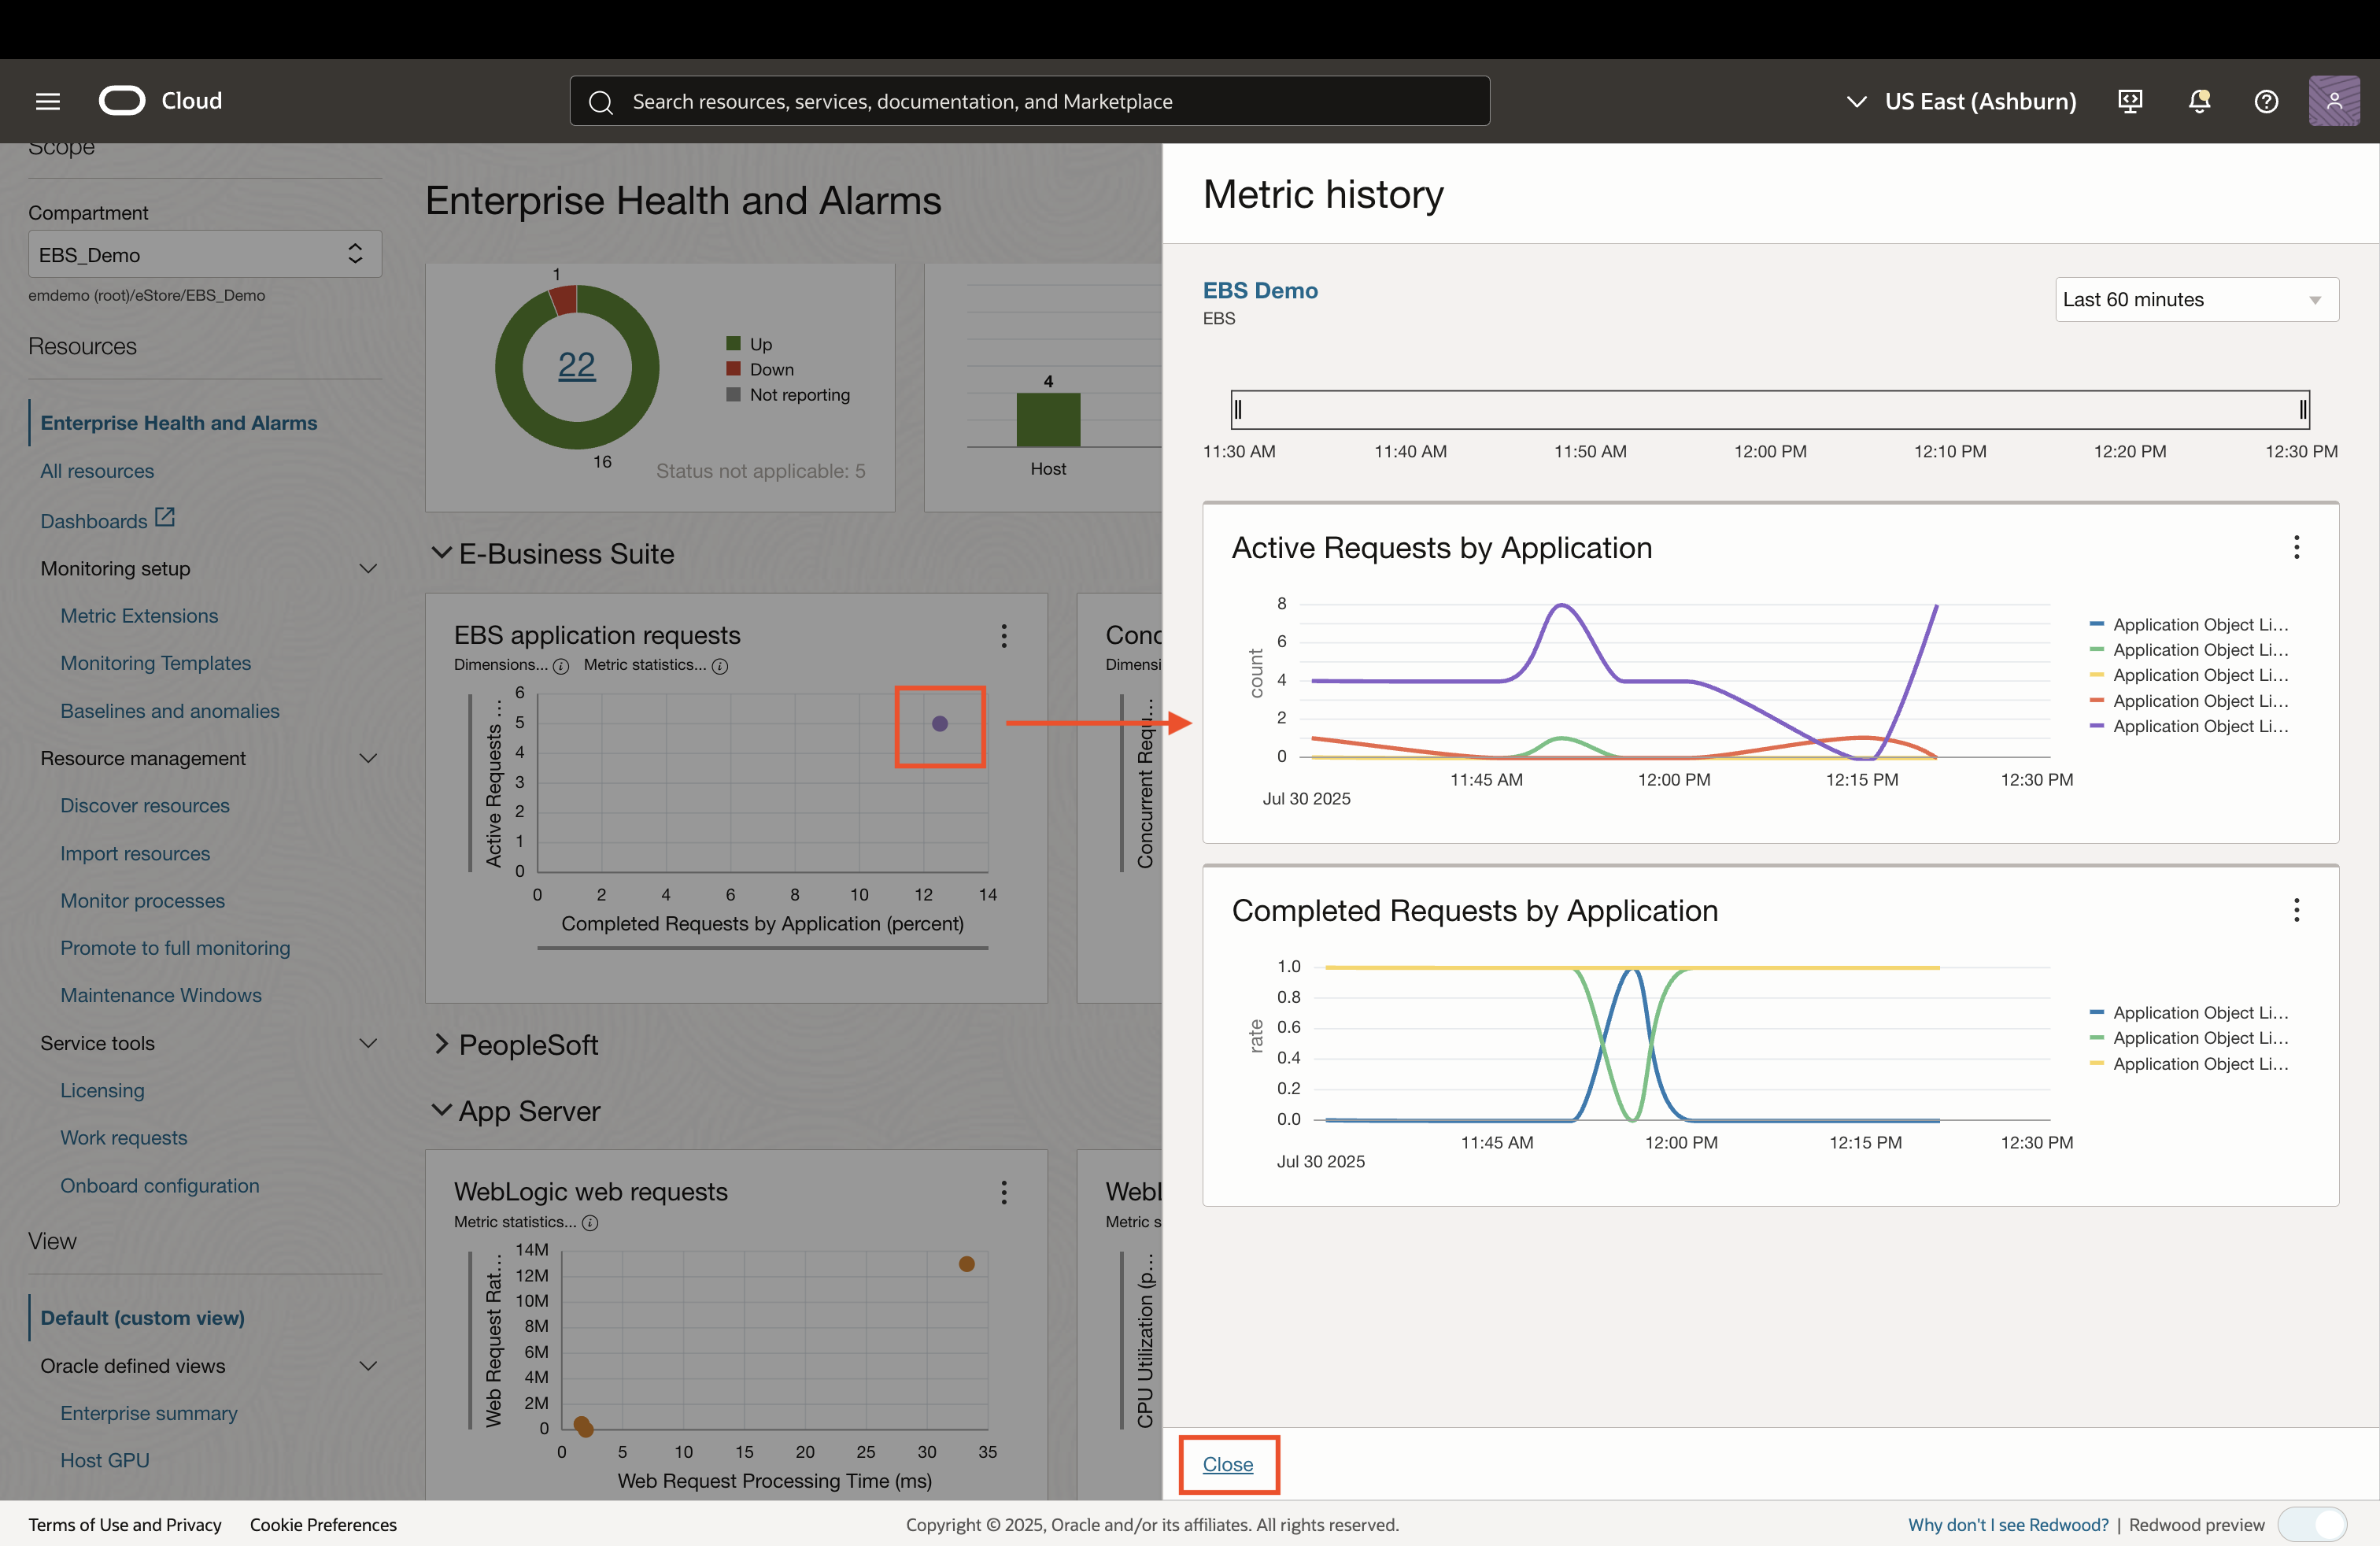 Cloud
Search resources, services, documentation, and Marketplace
US East (Ashburn)
Scope
Compartment
EBS_Demo
emdemo (root)/eStore/EBS_Demo
Resources
Enterprise Health and Alarms
All resources
Dashboards
Monitoring setup
Metric Extensions
Monitoring Templates
Baselines and anomalies
Resource management
Discover resources
Import resources
Monitor processes
Promote to full monitoring
Maintenance Windows
Service tools
Licensing
Work requests
Onboard configuration
View
Default (custom view)
Oracle defined views
Enterprise summary
Host GPU
Enterprise Health and Alarms
1
22
16
Up
Down
Not reporting
Status not applicable: 5
4
Host
E-Business Suite
EBS application requests
Dimensions... Metric statistics...
Active Requests ...
6
5
4
3
2
1
0
0 2 4 6 8 10 12 14
Completed Requests by Application (percent)
Conc
Dimensi
Concurrent Requ...
PeopleSoft
App Server
WebLogic web requests
Metric statistics...
Web Request Rat...
14M
12M
10M
8M
6M
4M
2M
0
0 5 10 15 20 25 30 35
Web Request Processing Time (ms)
WebL
Metric s
CPU Utilization (p...
Metric history
EBS Demo
EBS
Last 60 minutes
11:30 AM 11:40 AM 11:50 AM 12:00 PM 12:10 PM 12:20 PM 12:30 PM
Active Requests by Application
count
8
6
4
2
0
11:45 AM 12:00 PM 12:15 PM 12:30 PM
Jul 30 2025
Application Object Li...
Application Object Li...
Application Object Li...
Application Object Li...
Application Object Li...
Completed Requests by Application
rate
1.0
0.8
0.6
0.4
0.2
0.0
11:45 AM 12:00 PM 12:15 PM 12:30 PM
Jul 30 2025
Application Object Li...
Application Object Li...
Application Object Li...
Close
Terms of Use and Privacy Cookie Preferences
Copyright © 2025, Oracle and/or its affiliates. All rights reserved.
Why don't I see Redwood? | Redwood preview